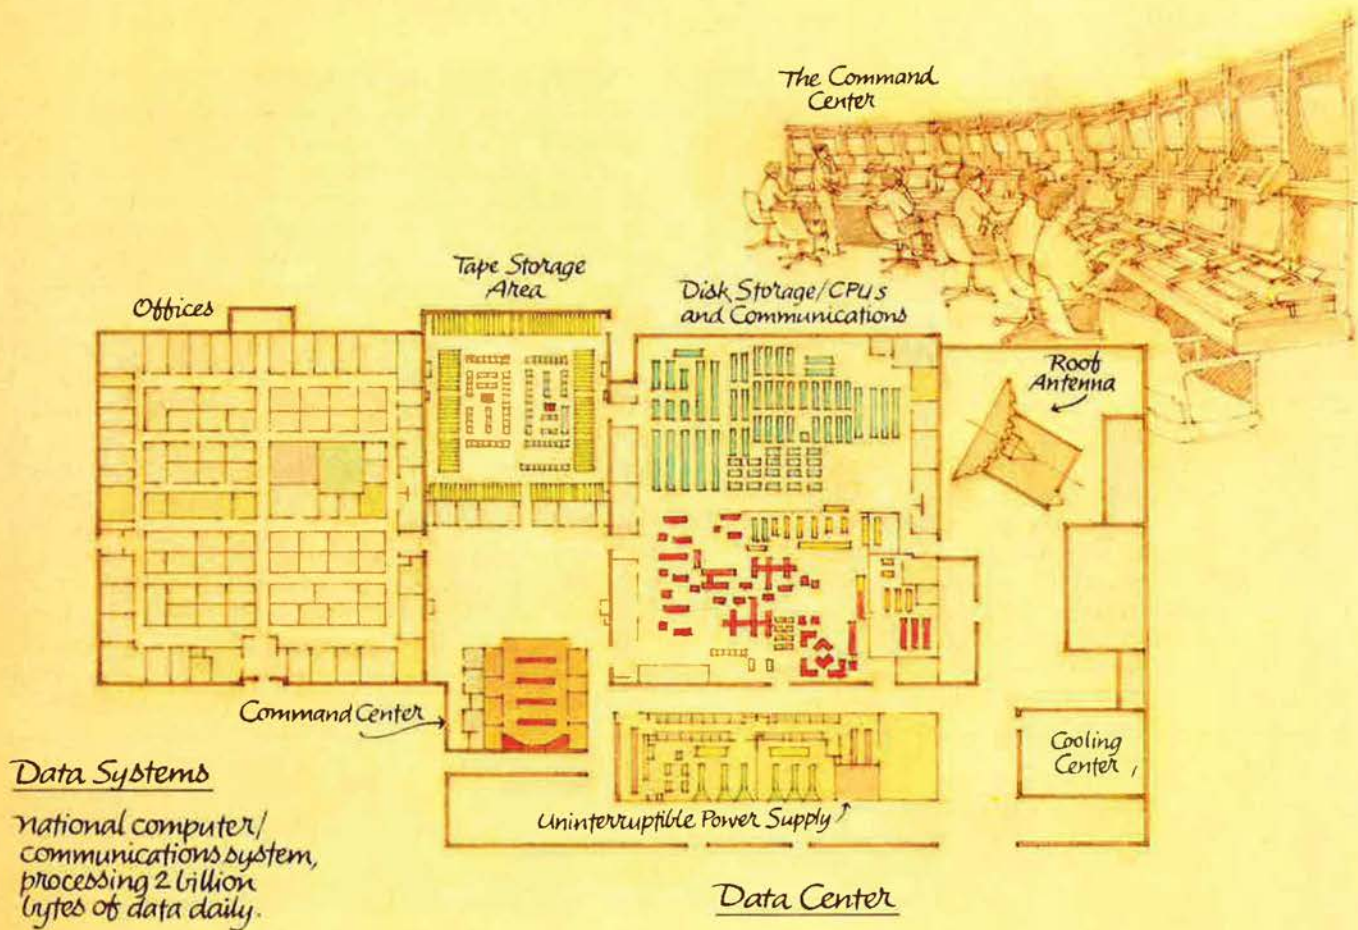 The Command
Center
Tape Storage
Area
Offices
Disk Storage/CPUs
and Communications
Roof
Antenna
Command Center
Cooling
Center
Uninterruptible Power Supply
Data Systems
national computer/
communications system,
processing 2 billion
bytes of data daily.
Data Center